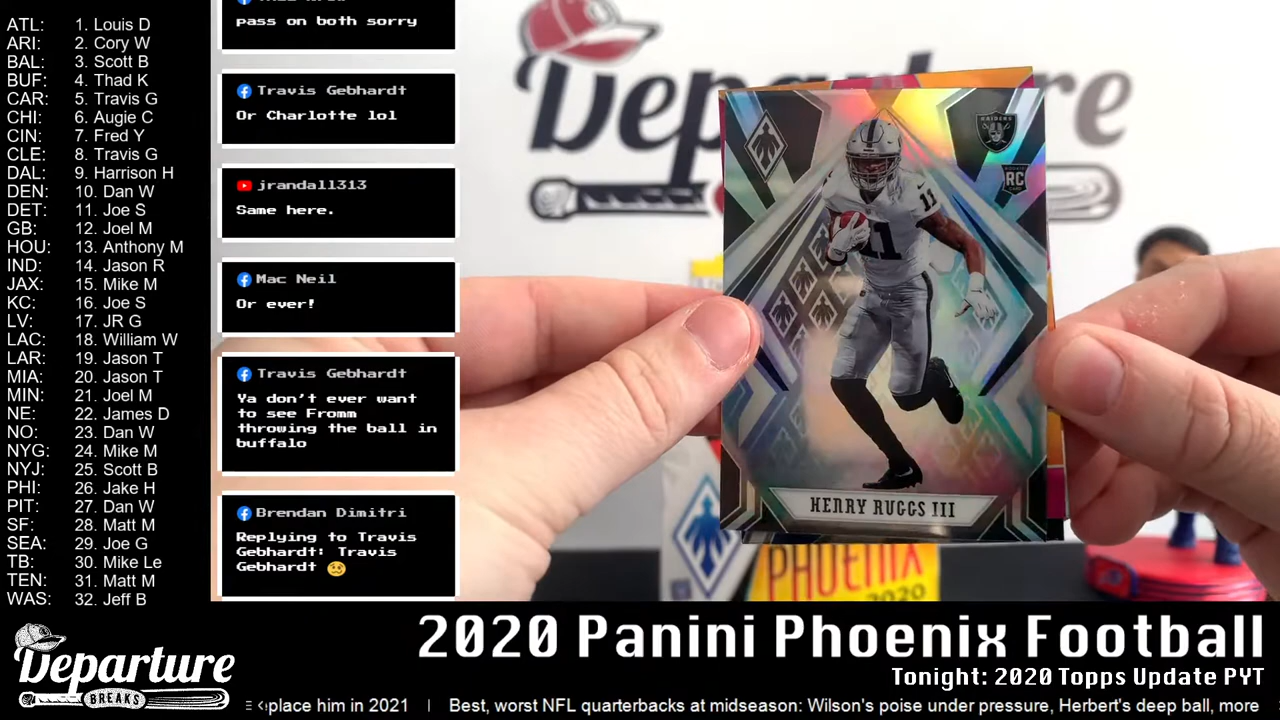 ATL: 1. Louis D
ARI: 2. Cory W
BAL: 3. Scott B
BUF: 4. Thad K
CAR: 5. Travis G
CHI: 6. Augie C
CIN: 7. Fred Y
CLE: 8. Travis G
DAL: 9. Harrison H
DEN: 10. Dan W
DET: 11. Joe S
GB: 12. Joel M
HOU: 13. Anthony M
IND: 14. Jason R
JAX: 15. Mike M
KC: 16. Joe S
LV: 17. JR G
LAC: 18. William W
LAR: 19. Jason T
MIA: 20. Jason T
MIN: 21. Joel M
NE: 22. James D
NO: 23. Dan W
NYG: 24. Mike M
NYJ: 25. Scott B
PHI: 26. Jake H
PIT: 27. Dan W
SF: 28. Matt M
SEA: 29. Joe G
TB: 30. Mike Le
TEN: 31. Matt M
WAS: 32. Jeff B
pass on both sorry
Travis Gebhardt
Or Charlotte lol
jrandall313
Same here.
Mac Neil
Or ever!
Travis Gebhardt
Ya don't ever want
to see Fromm
throwing the ball in
buffalo
Brendan Dimitri
Replying to Travis
Gebhardt: Travis
Gebhardt 🥴
Departure
RAIDERS
ROOKIE
RC
CARD
11
11
HENRY RUGGS III
PHOENIX
2020
2020 Panini Phoenix Football
Tonight: 2020 Topps Update PYT
Departure
BREAKS
place him in 2021 | Best, worst NFL quarterbacks at midseason: Wilson's poise under pressure, Herbert's deep ball, more